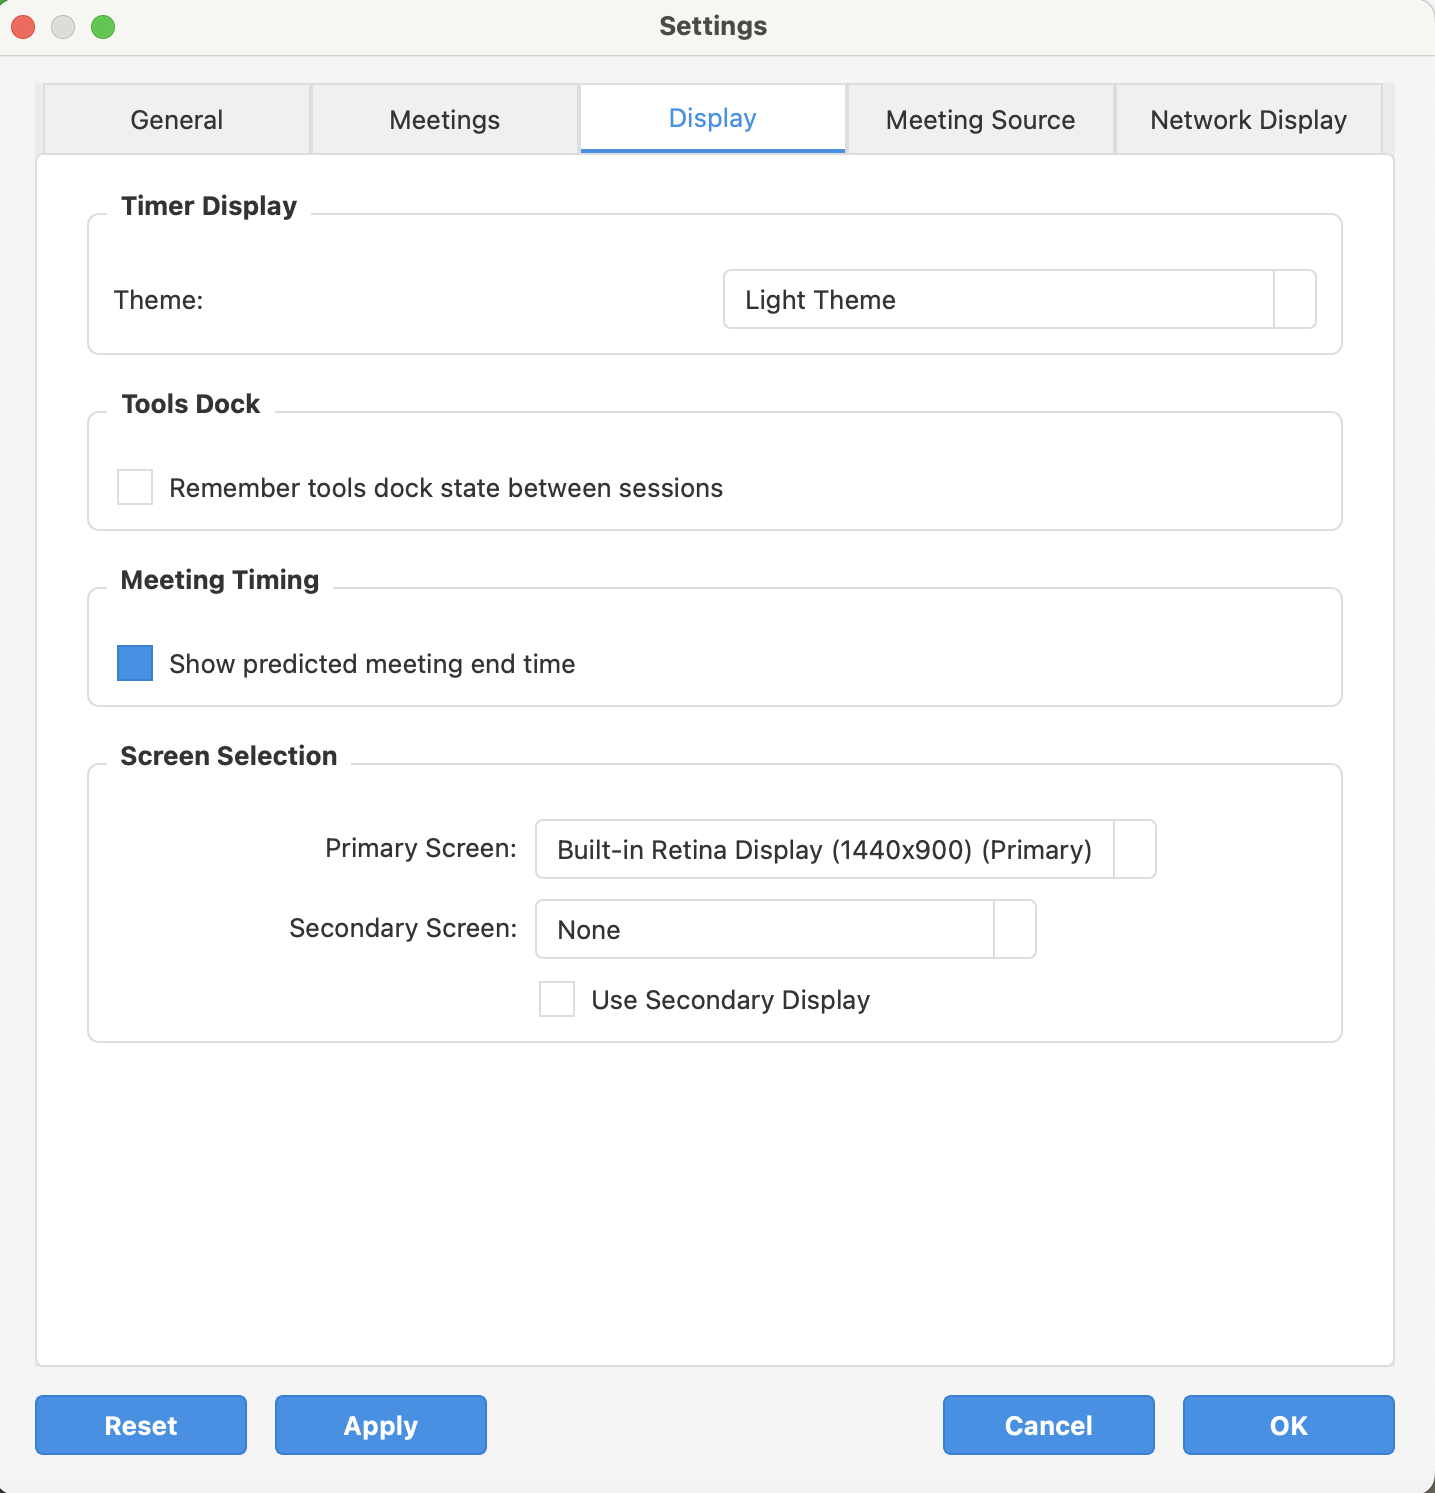 Settings
General
Meetings
Display
Meeting Source
Network Display
Timer Display
Theme:
Light Theme
Tools Dock
Remember tools dock state between sessions
Meeting Timing
Show predicted meeting end time
Screen Selection
Primary Screen:
Built-in Retina Display (1440x900) (Primary)
Secondary Screen:
None
Use Secondary Display
Reset
Apply
Cancel
OK